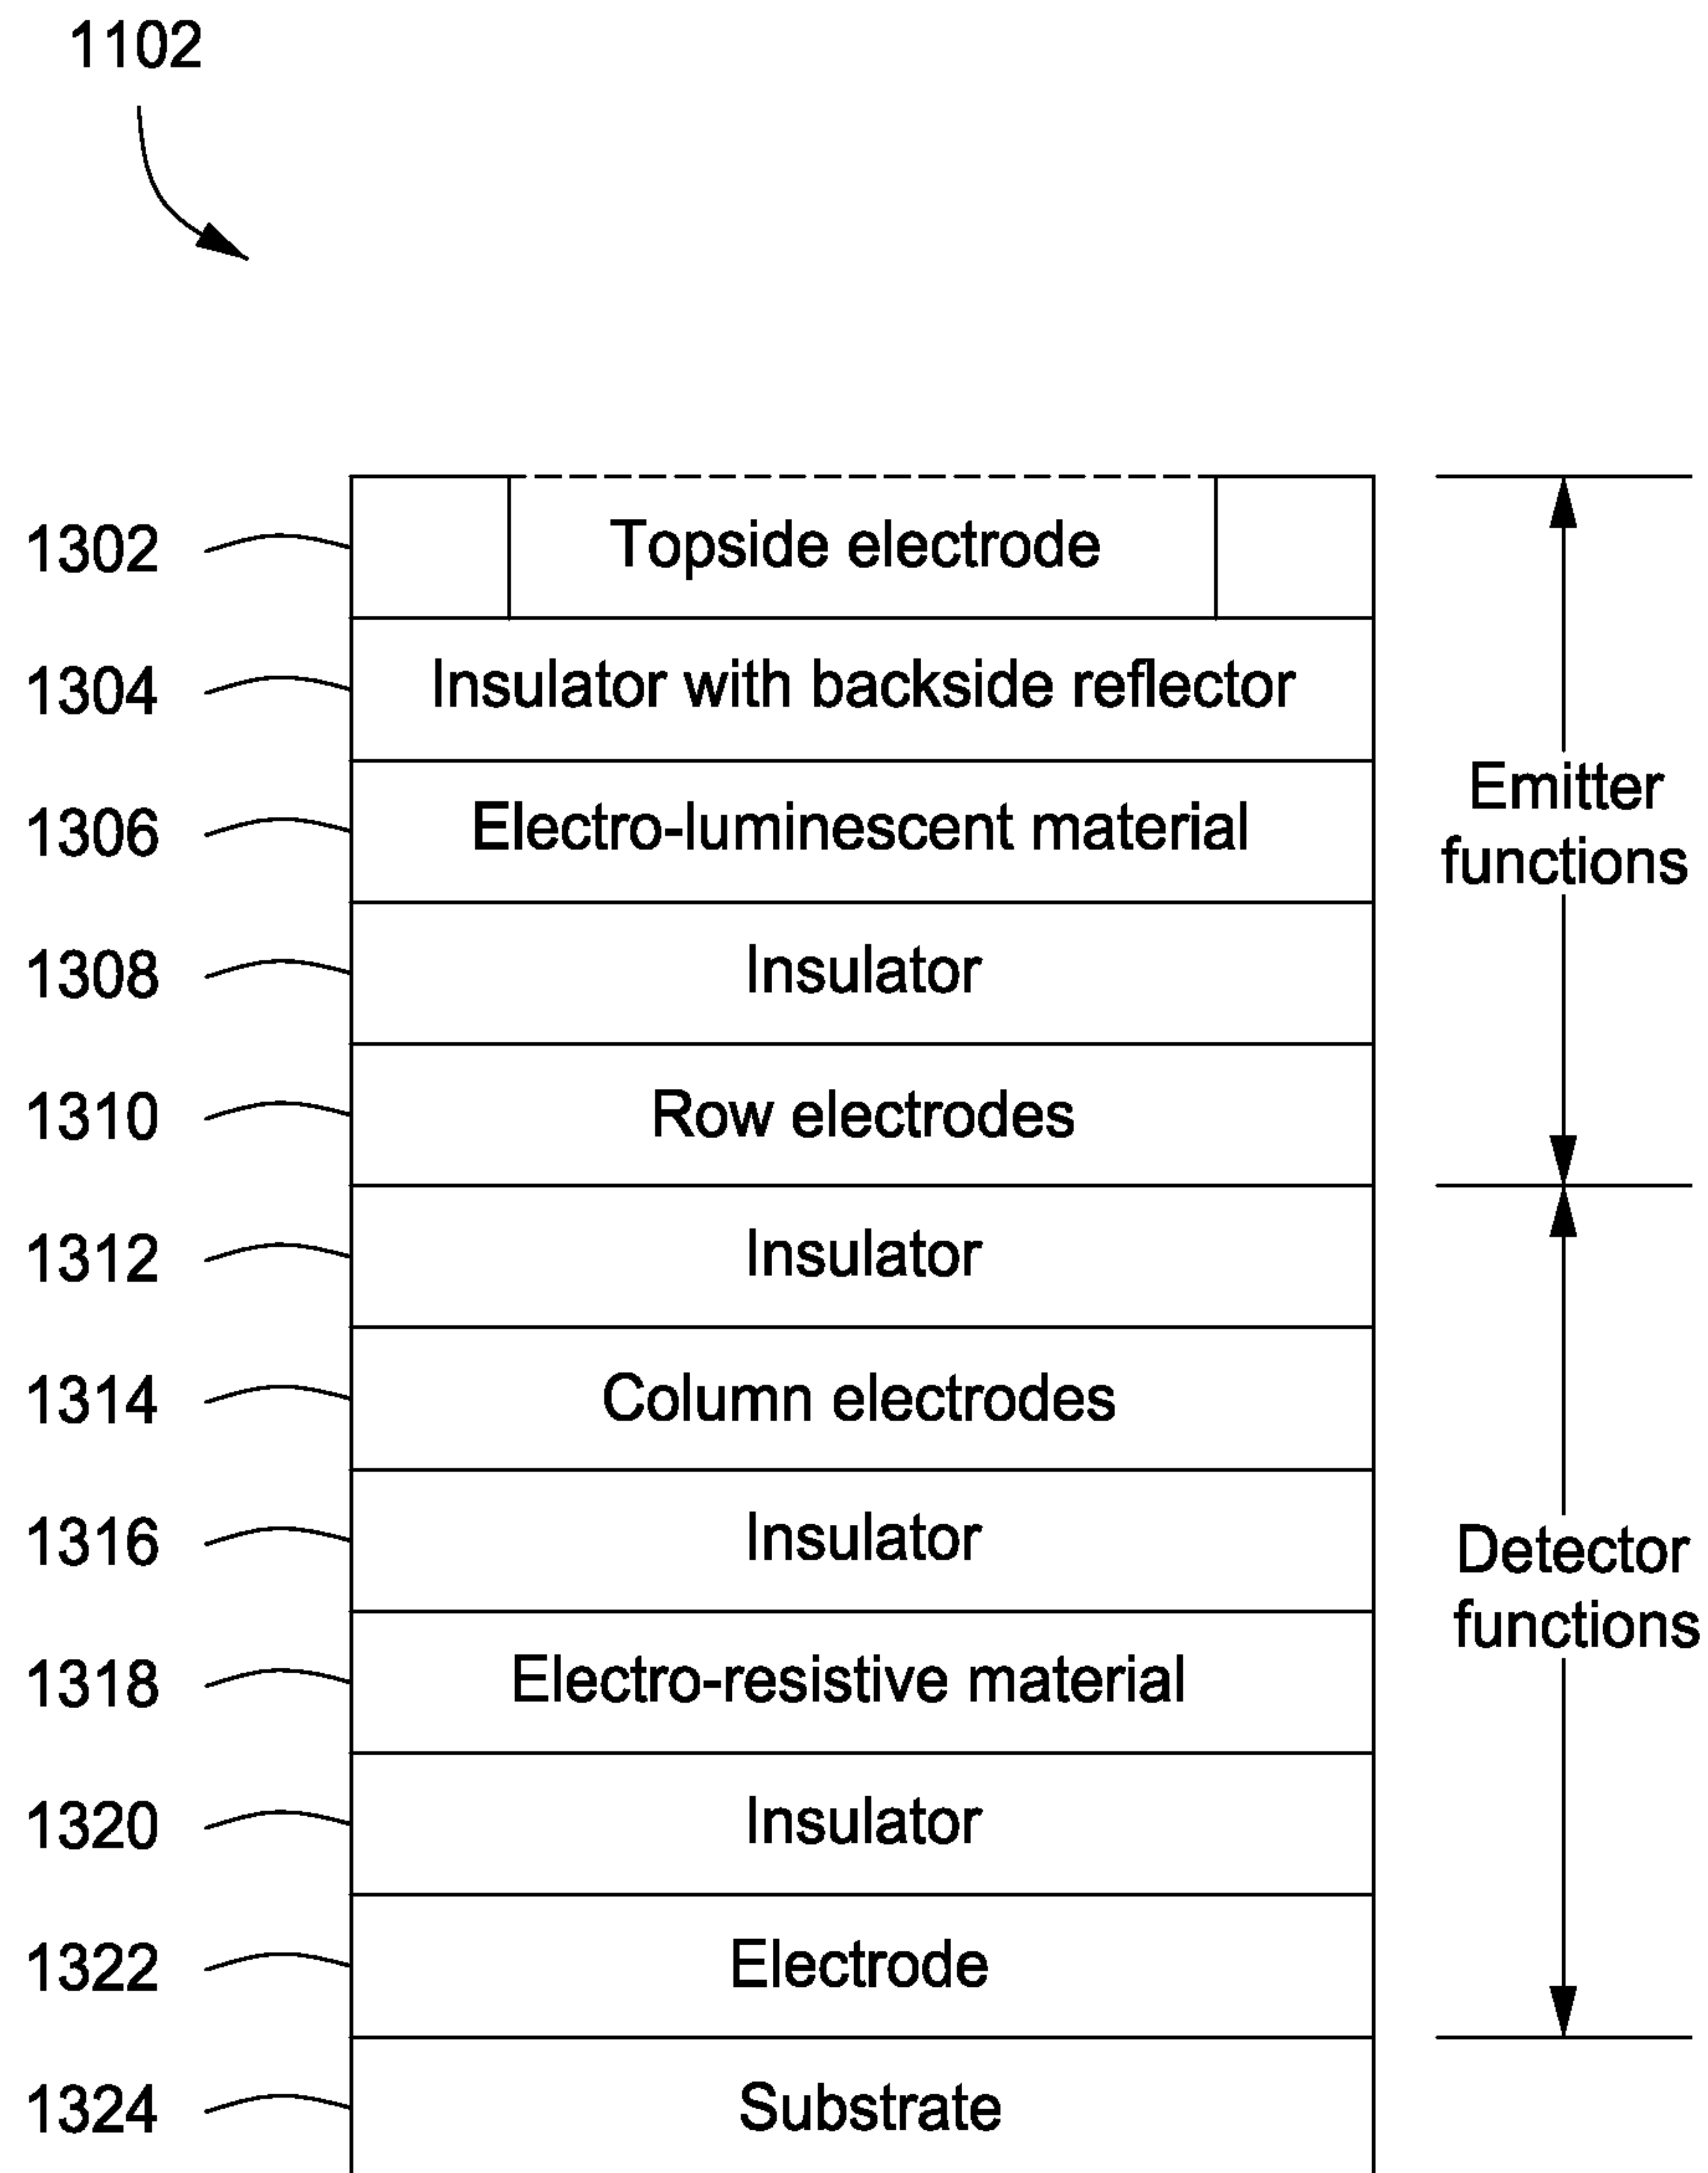 1102
1302 Topside electrode
1304 Insulator with backside reflector
1306 Electro-luminescent material
Emitter
functions
1308 Insulator
1310 Row electrodes
1312 Insulator
1314 Column electrodes
1316 Insulator
Detector
functions
1318 Electro-resistive material
1320 Insulator
1322 Electrode
1324 Substrate